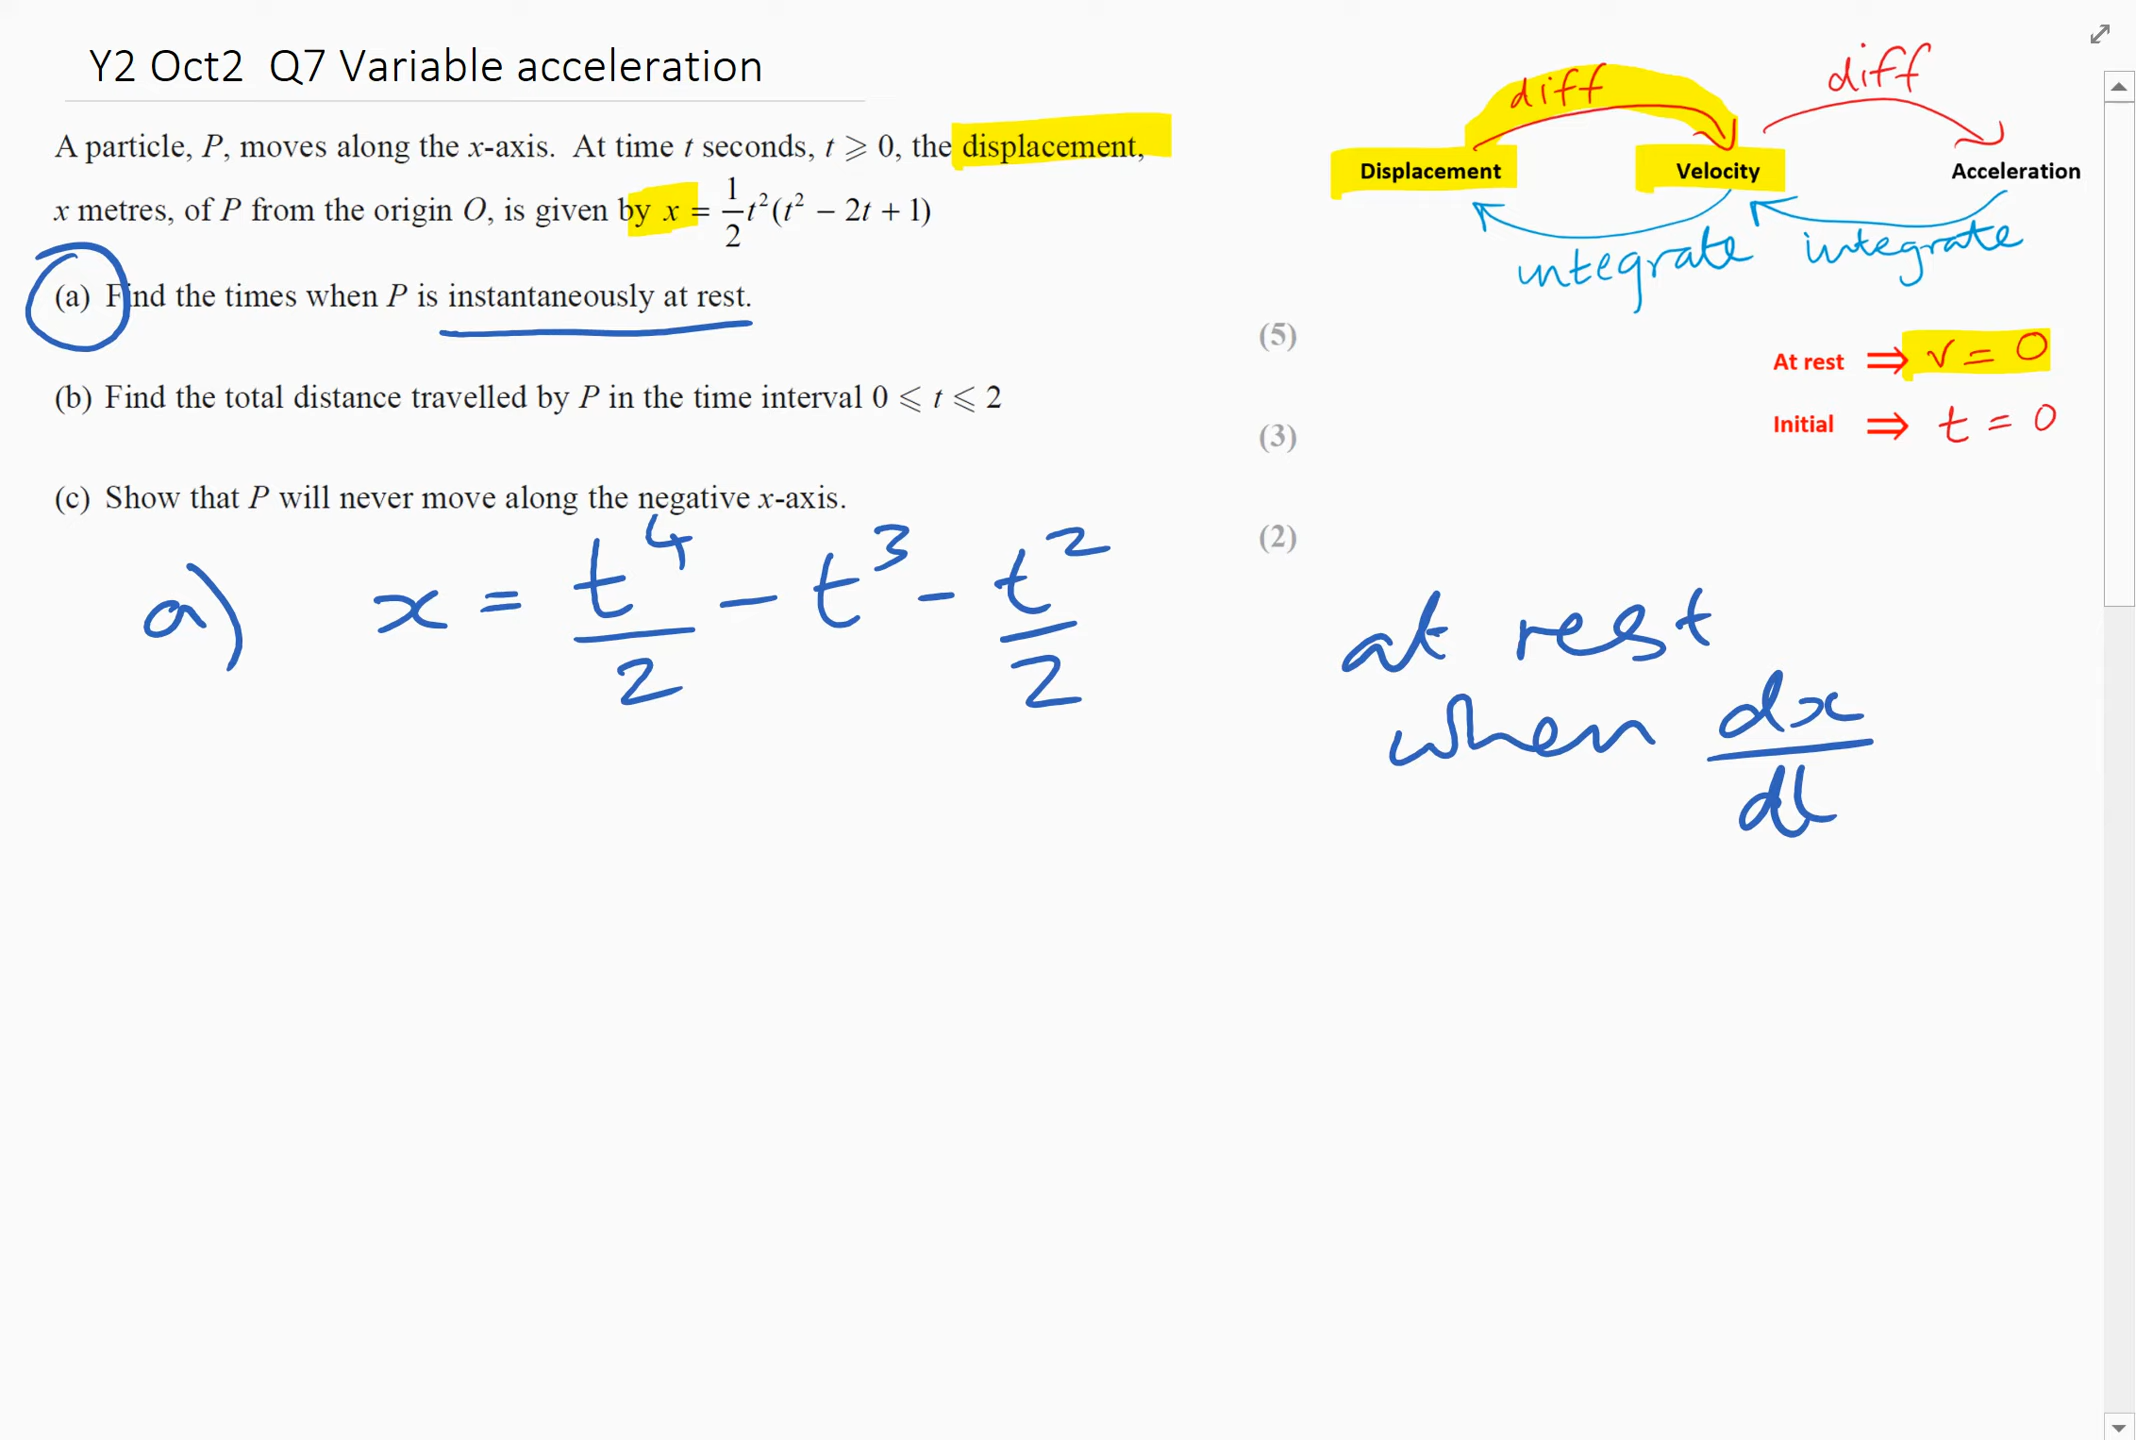 Y2 Oct2 Q7 Variable acceleration
A particle, P, moves along the x-axis. At time t seconds, t ⩾ 0, the displacement,
x metres, of P from the origin O, is given by x = 1/2 t²(t² − 2t + 1)
(a) Find the times when P is instantaneously at rest.
(5)
(b) Find the total distance travelled by P in the time interval 0 ⩽ t ⩽ 2
(3)
(c) Show that P will never move along the negative x-axis.
(2)
diff diff
Displacement Velocity Acceleration
integrate integrate
At rest ⇒ v = 0
Initial ⇒ t = 0
a) x = t⁴/2 − t³ − t²/2
at rest
when dx/dt